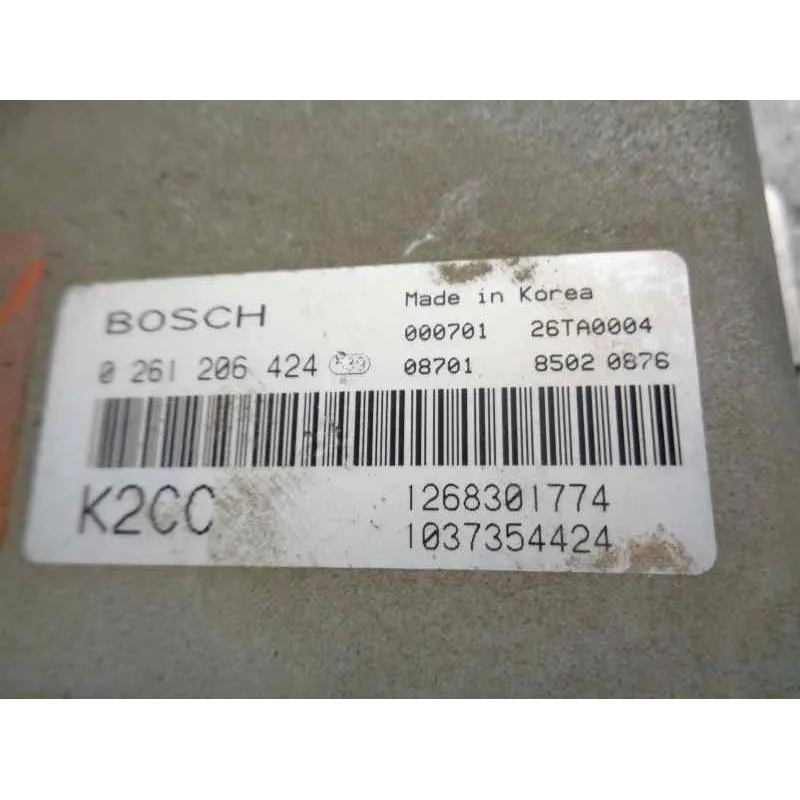 BOSCH
Made in Korea
000701 26TA0004
0 261 206 424
08701 8502 0876
K2CC
1268301774
1037354424